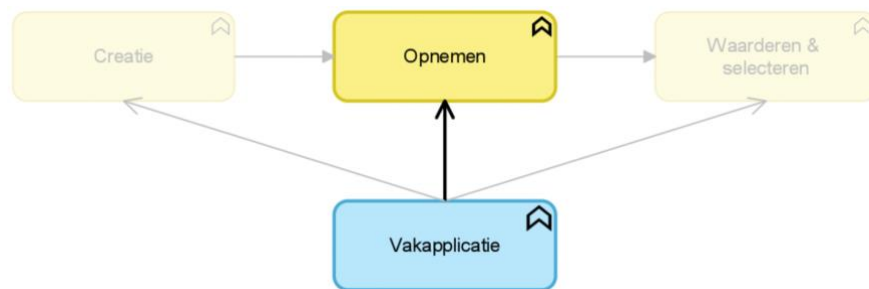 Creatie
Opnemen
Waarderen &
selecteren
Vakapplicatie